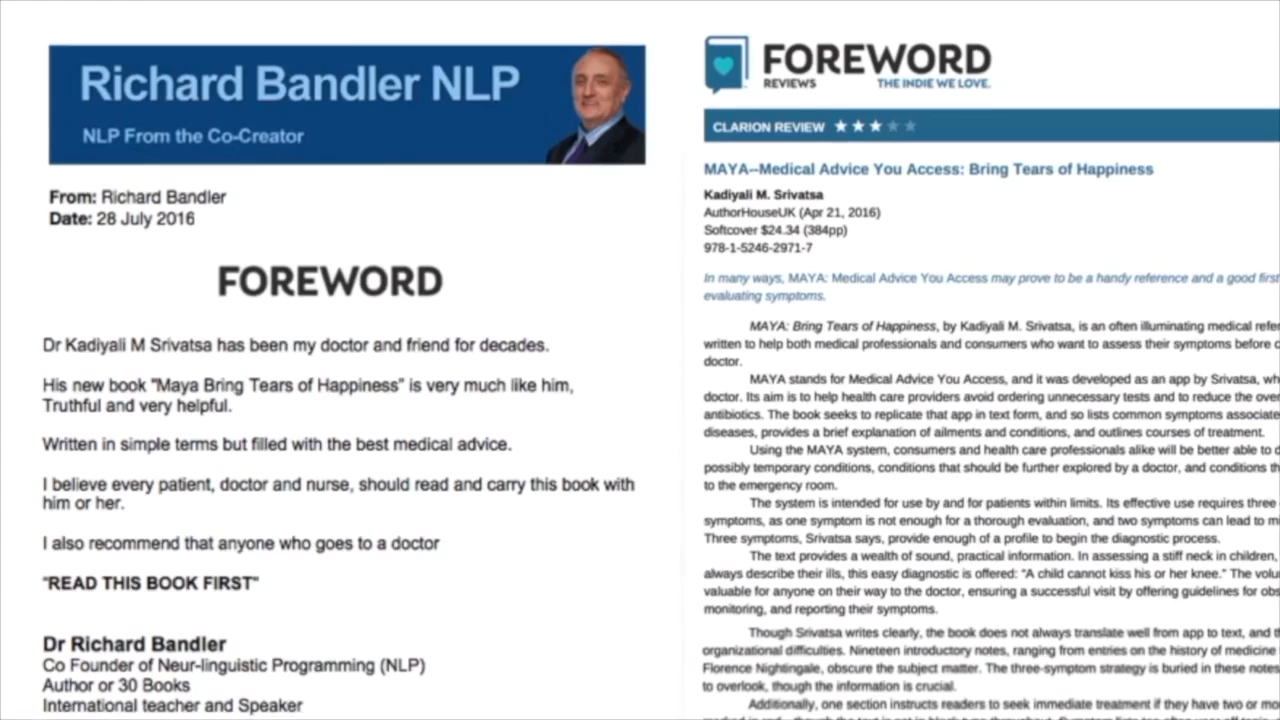 Richard Bandler NLP
NLP From the Co-Creator
From: Richard Bandler
Date: 28 July 2016
FOREWORD
Dr Kadiyali M Srivatsa has been my doctor and friend for decades.
His new book "Maya Bring Tears of Happiness" is very much like him,
Truthful and very helpful.
Written in simple terms but filled with the best medical advice.
I believe every patient, doctor and nurse, should read and carry this book with
him or her.
I also recommend that anyone who goes to a doctor
"READ THIS BOOK FIRST"
Dr Richard Bandler
Co Founder of Neur-linguistic Programming (NLP)
Author or 30 Books
International teacher and Speaker
FOREWORD
REVIEWS THE INDIE WE LOVE.
CLARION REVIEW ★★★☆☆
MAYA--Medical Advice You Access: Bring Tears of Happiness
Kadiyali M. Srivatsa
AuthorHouseUK (Apr 21, 2016)
Softcover $24.34 (384pp)
978-1-5246-2971-7
In many ways, MAYA: Medical Advice You Access may prove to be a handy reference and a good first
evaluating symptoms.
MAYA: Bring Tears of Happiness, by Kadiyali M. Srivatsa, is an often illuminating medical refe
written to help both medical professionals and consumers who want to assess their symptoms before c
doctor.
MAYA stands for Medical Advice You Access, and it was developed as an app by Srivatsa, wh
doctor. Its aim is to help health care providers avoid ordering unnecessary tests and to reduce the over
antibiotics. The book seeks to replicate that app in text form, and so lists common symptoms associate
diseases, provides a brief explanation of ailments and conditions, and outlines courses of treatment.
Using the MAYA system, consumers and health care professionals alike will be better able to d
possibly temporary conditions, conditions that should be further explored by a doctor, and conditions th
to the emergency room.
The system is intended for use by and for patients within limits. Its effective use requires three
symptoms, as one symptom is not enough for a thorough evaluation, and two symptoms can lead to m
Three symptoms, Srivatsa says, provide enough of a profile to begin the diagnostic process.
The text provides a wealth of sound, practical information. In assessing a stiff neck in children,
always describe their ills, this easy diagnostic is offered: "A child cannot kiss his or her knee." The volu
valuable for anyone on their way to the doctor, ensuring a successful visit by offering guidelines for obs
monitoring, and reporting their symptoms.
Though Srivatsa writes clearly, the book does not always translate well from app to text, and th
organizational difficulties. Nineteen introductory notes, ranging from entries on the history of medicine
Florence Nightingale, obscure the subject matter. The three-symptom strategy is buried in these notes
to overlook, though the information is crucial.
Additionally, one section instructs readers to seek immediate treatment if they have two or mo